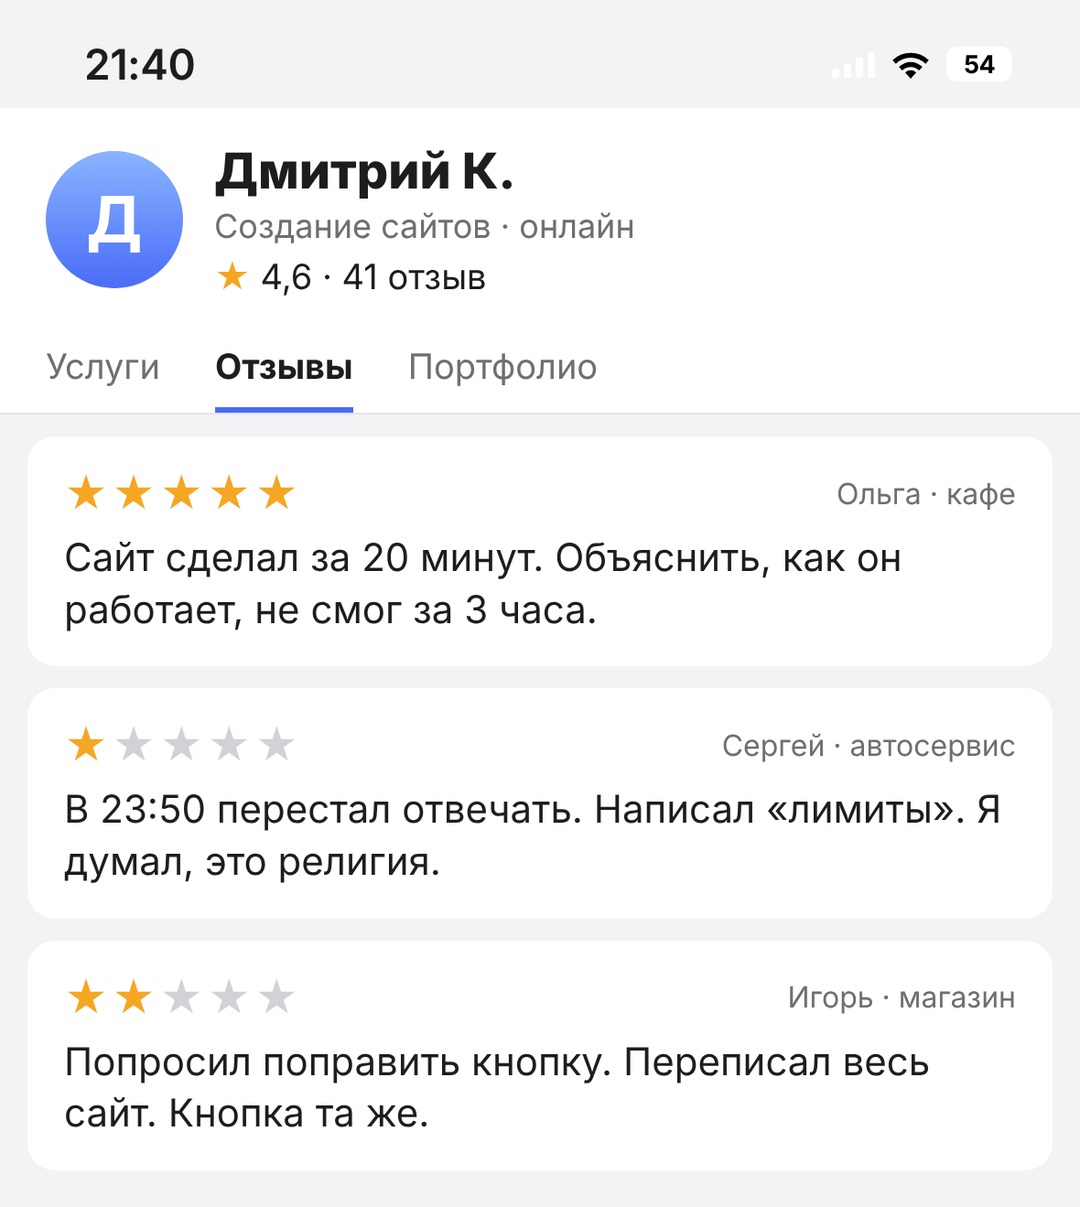 21:40
54
Д
Дмитрий К.
Создание сайтов · онлайн
★ 4,6 · 41 отзыв
Услуги Отзывы Портфолио
Ольга · кафе
Сайт сделал за 20 минут. Объяснить, как он
работает, не смог за 3 часа.
Сергей · автосервис
В 23:50 перестал отвечать. Написал «лимиты». Я
думал, это религия.
Игорь · магазин
Попросил поправить кнопку. Переписал весь
сайт. Кнопка та же.